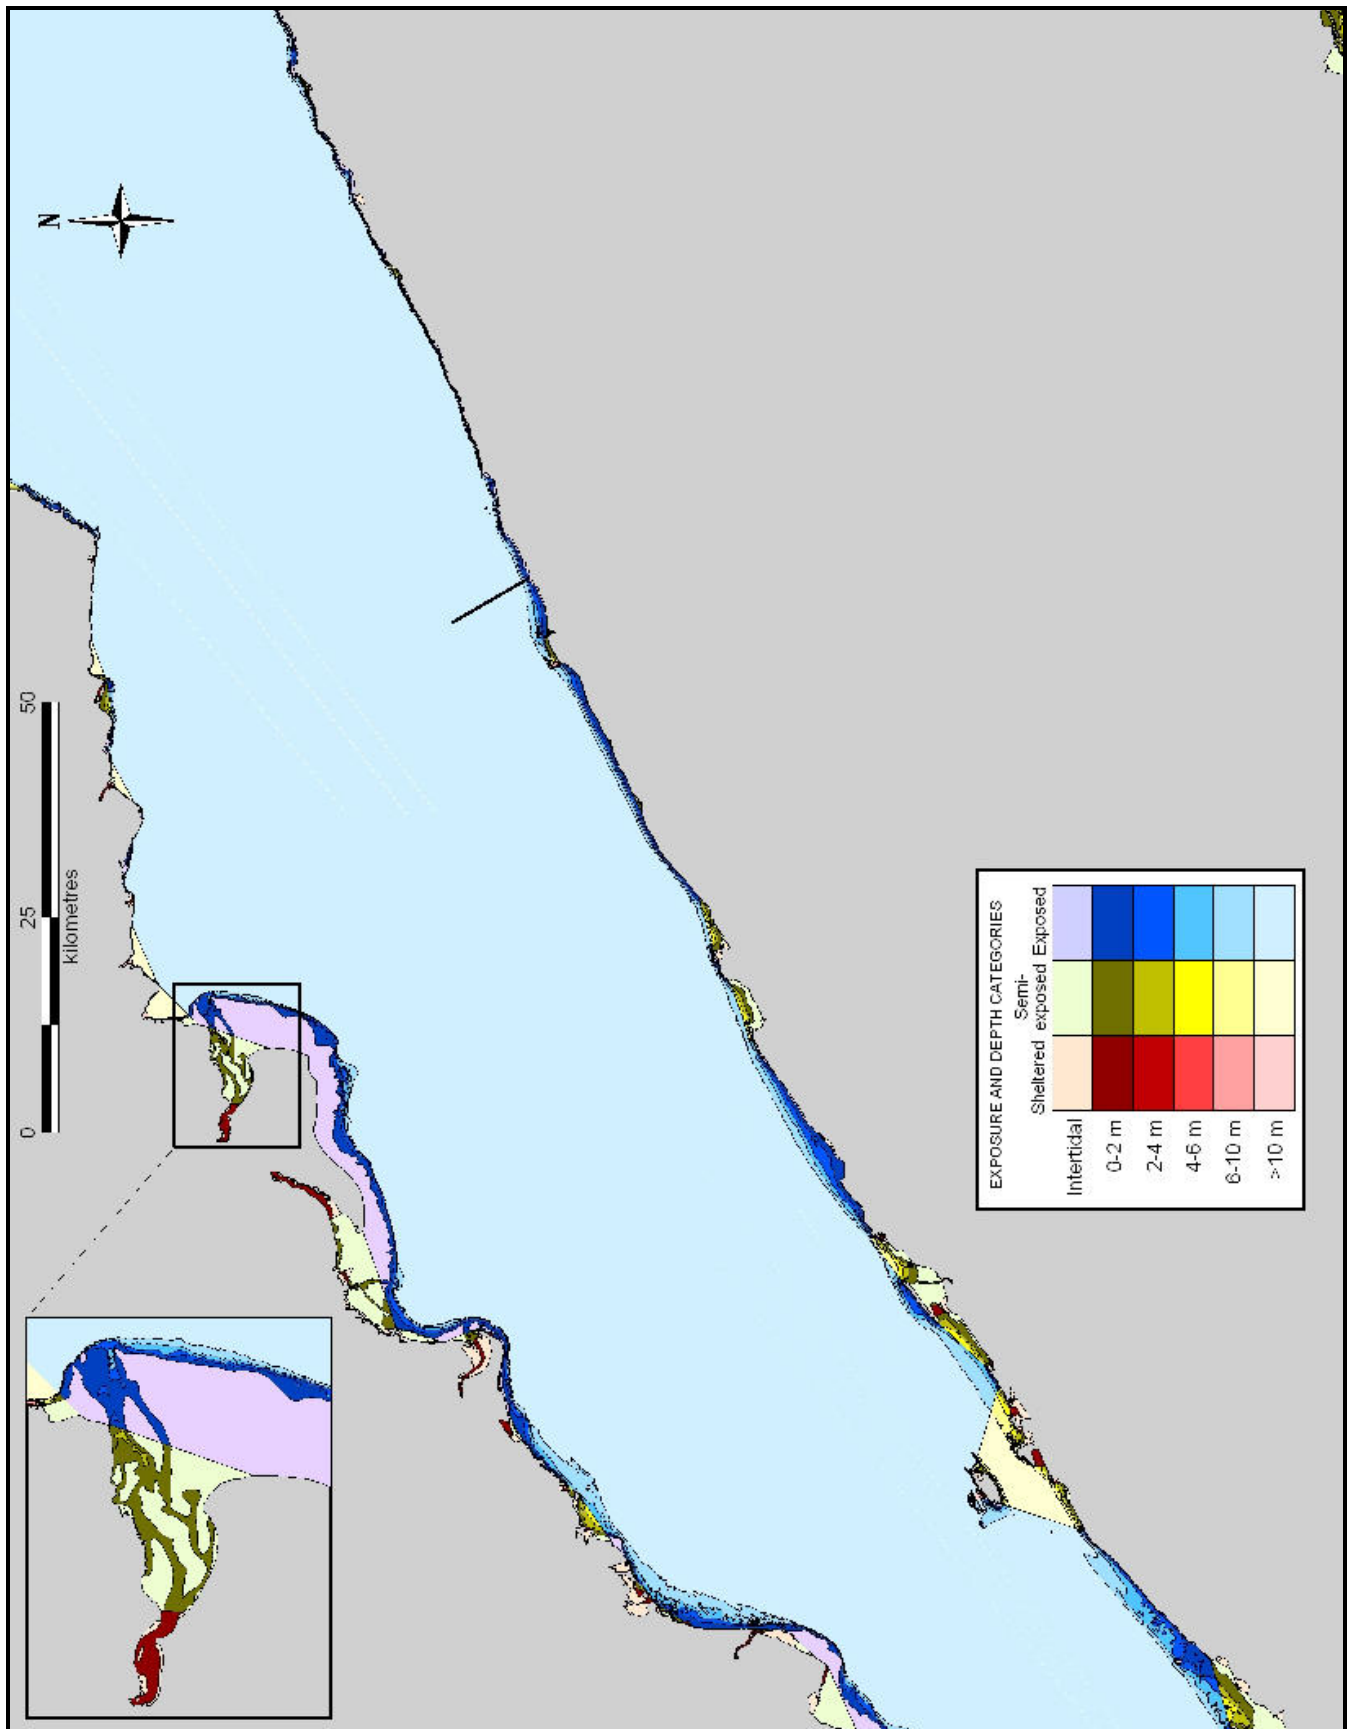 N
0
25
50
kilometres
EXPOSURE AND DEPTH CATEGORIES
Sheltered
Semi-
exposed
Exposed
Intertidal
0-2 m
2-4 m
4-6 m
6-10 m
>10 m